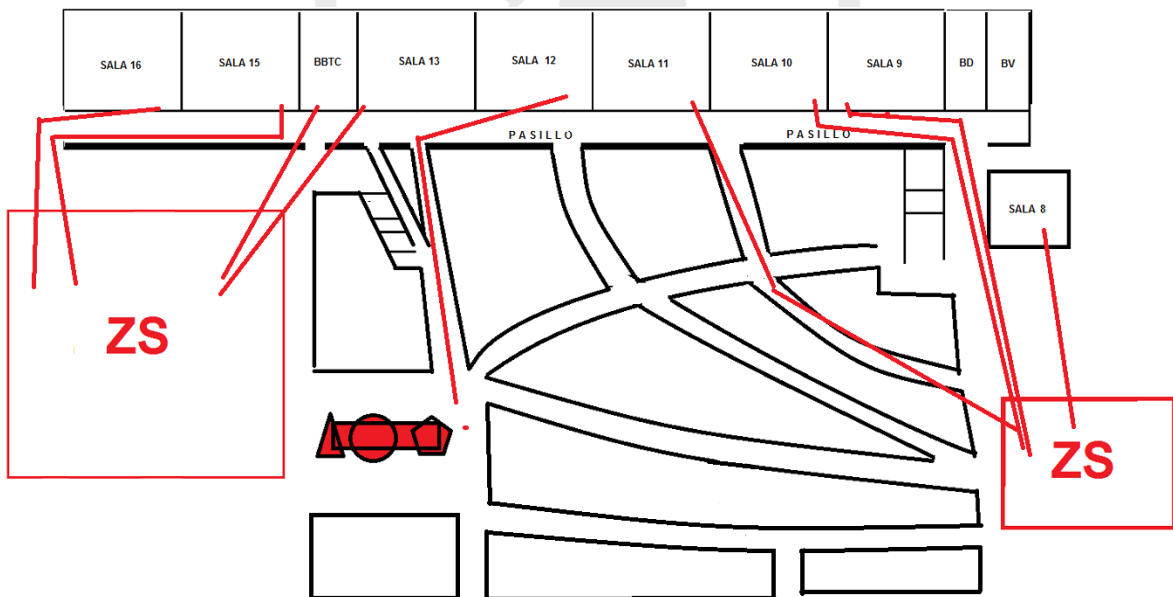 SALA 16 SALA 15 BBTC SALA 13 SALA 12 SALA 11 SALA 10 SALA 9 BD BV
PASILLO PASILLO
SALA 8
ZS
ZS